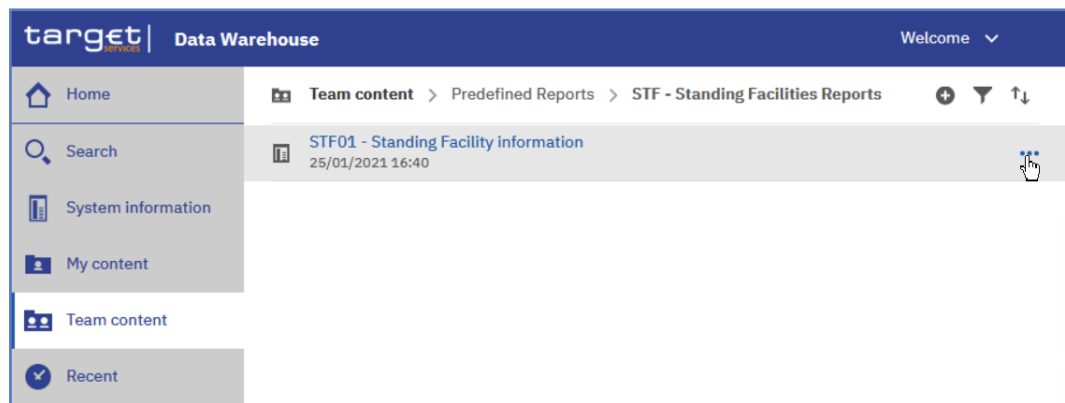 target services | Data Warehouse
Welcome
Home
Team content > Predefined Reports > STF - Standing Facilities Reports
Search
STF01 - Standing Facility information
25/01/2021 16:40
System information
My content
Team content
Recent